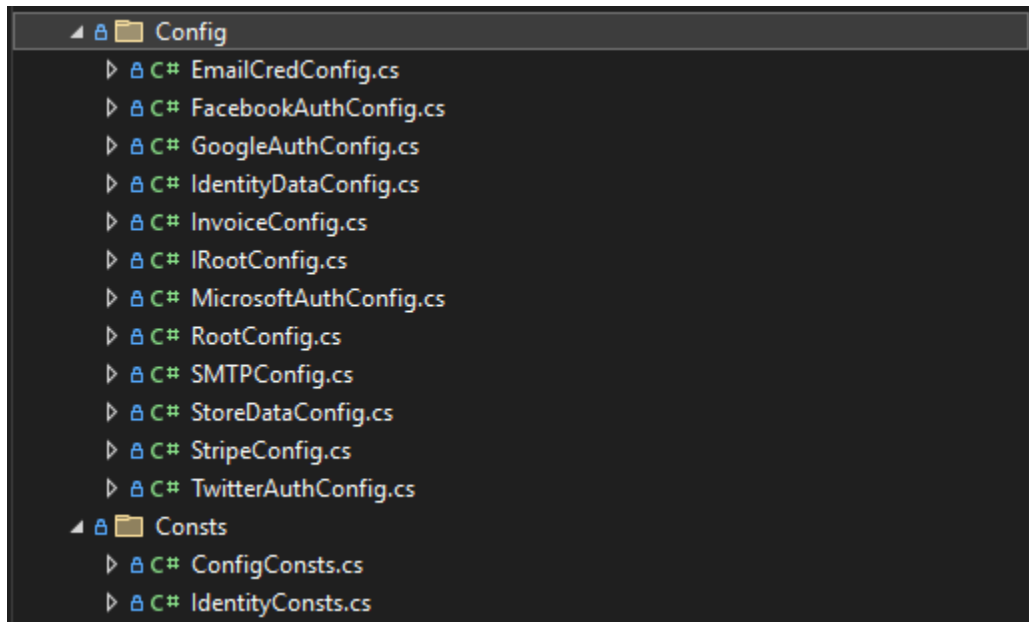 Config
C# EmailCredConfig.cs
C# FacebookAuthConfig.cs
C# GoogleAuthConfig.cs
C# IdentityDataConfig.cs
C# InvoiceConfig.cs
C# IRootConfig.cs
C# MicrosoftAuthConfig.cs
C# RootConfig.cs
C# SMTPConfig.cs
C# StoreDataConfig.cs
C# StripeConfig.cs
C# TwitterAuthConfig.cs
Consts
C# ConfigConsts.cs
C# IdentityConsts.cs